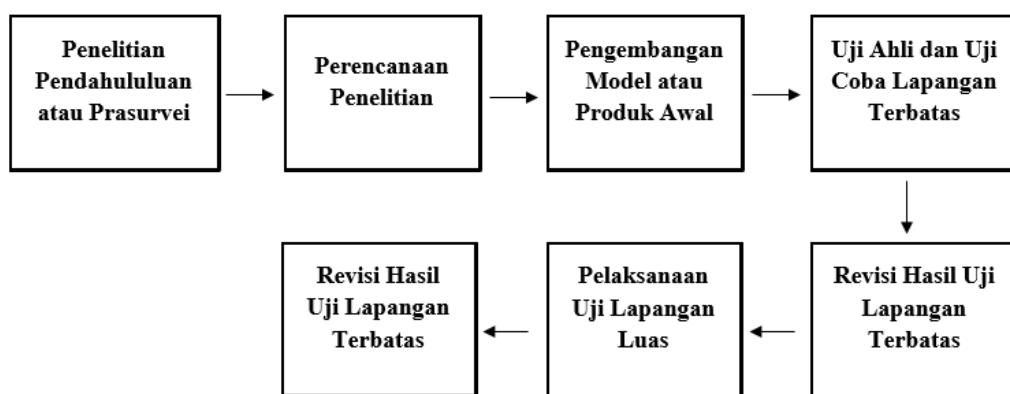 Penelitian
Pendahululuan
atau Prasurvei
Perencanaan
Penelitian
Pengembangan
Model atau
Produk Awal
Uji Ahli dan Uji
Coba Lapangan
Terbatas
Revisi Hasil Uji
Lapangan
Terbatas
Pelaksanaan
Uji Lapangan
Luas
Revisi Hasil
Uji Lapangan
Terbatas